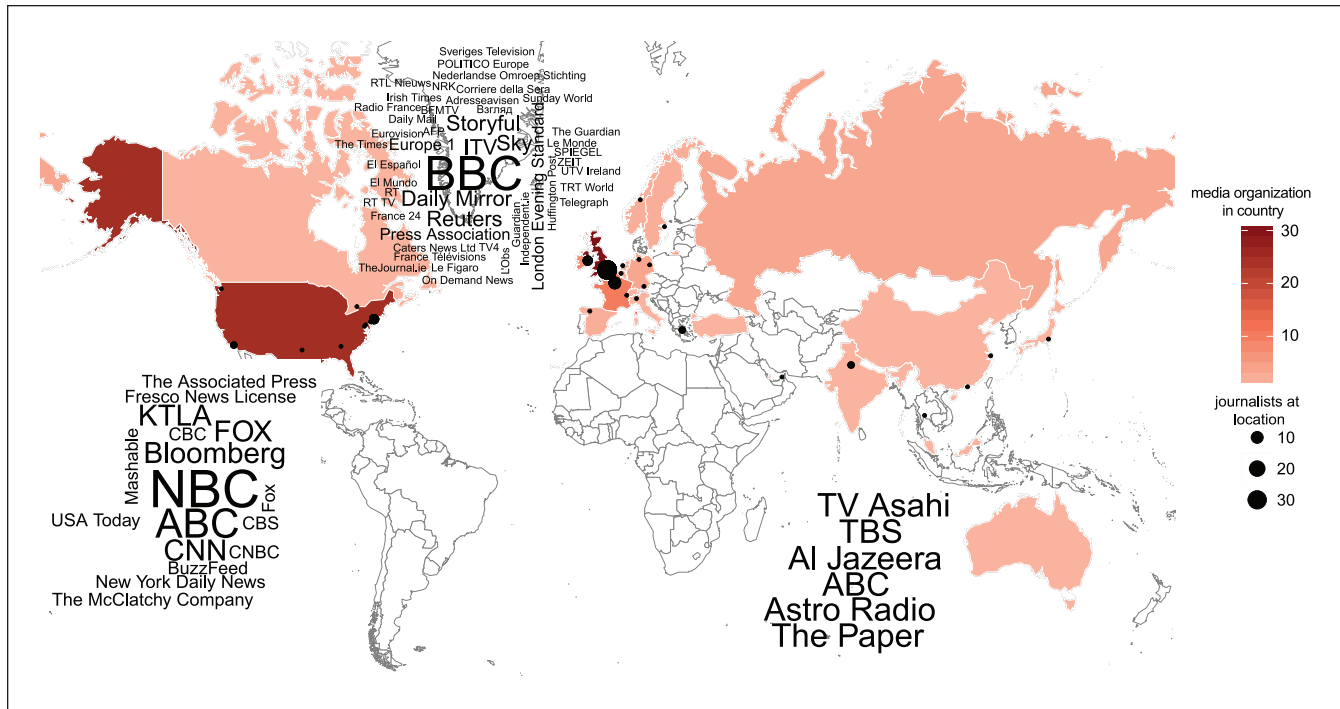 Sveriges Television
POLITICO Europe
Nederlandse Omroep Stichting
RTL Nieuws
NRK
Corriere della Sera
Irish Times
Adresseavisen
Sunday World
Radio France
BFMTV
Взгляд
Daily Mail
Storyful
Eurovision
AFP
The Guardian
The Times
Europe 1
ITV
Sky
Le Monde
SPIEGEL
ZEIT
El Español
BBC
UTV Ireland
El Mundo
RT
TRT World
RT TV
Daily Mirror
Telegraph
France 24
Reuters
Press Association
Caters News Ltd
TV4
France Télévisions
TheJournal.ie
Le Figaro
On Demand News
L'Obs
Guardian
Independent.ie
London Evening Standard
Huffington Post
The Associated Press
Fresco News License
KTLA
CBC
FOX
Mashable
Bloomberg
NBC
Fox
USA Today
ABC
CBS
CNN
CNBC
BuzzFeed
New York Daily News
The McClatchy Company
TV Asahi
TBS
Al Jazeera
ABC
Astro Radio
The Paper
media organization
in country
30
20
10
journalists at
location
10
20
30